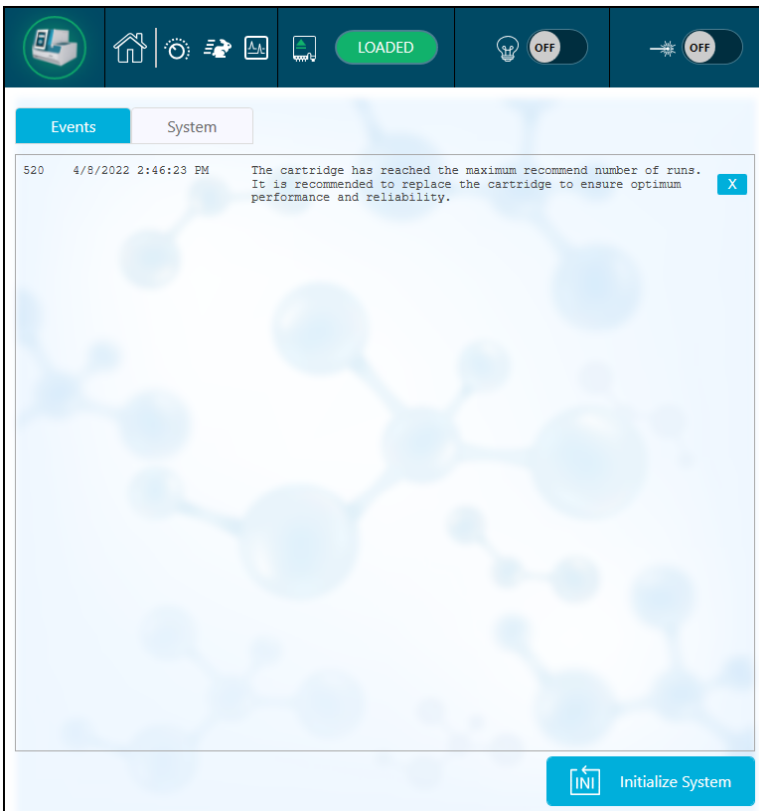 LOADED
OFF
OFF
Events
System
520 4/8/2022 2:46:23 PM The cartridge has reached the maximum recommend number of runs.
It is recommended to replace the cartridge to ensure optimum
performance and reliability.
X
INI Initialize System